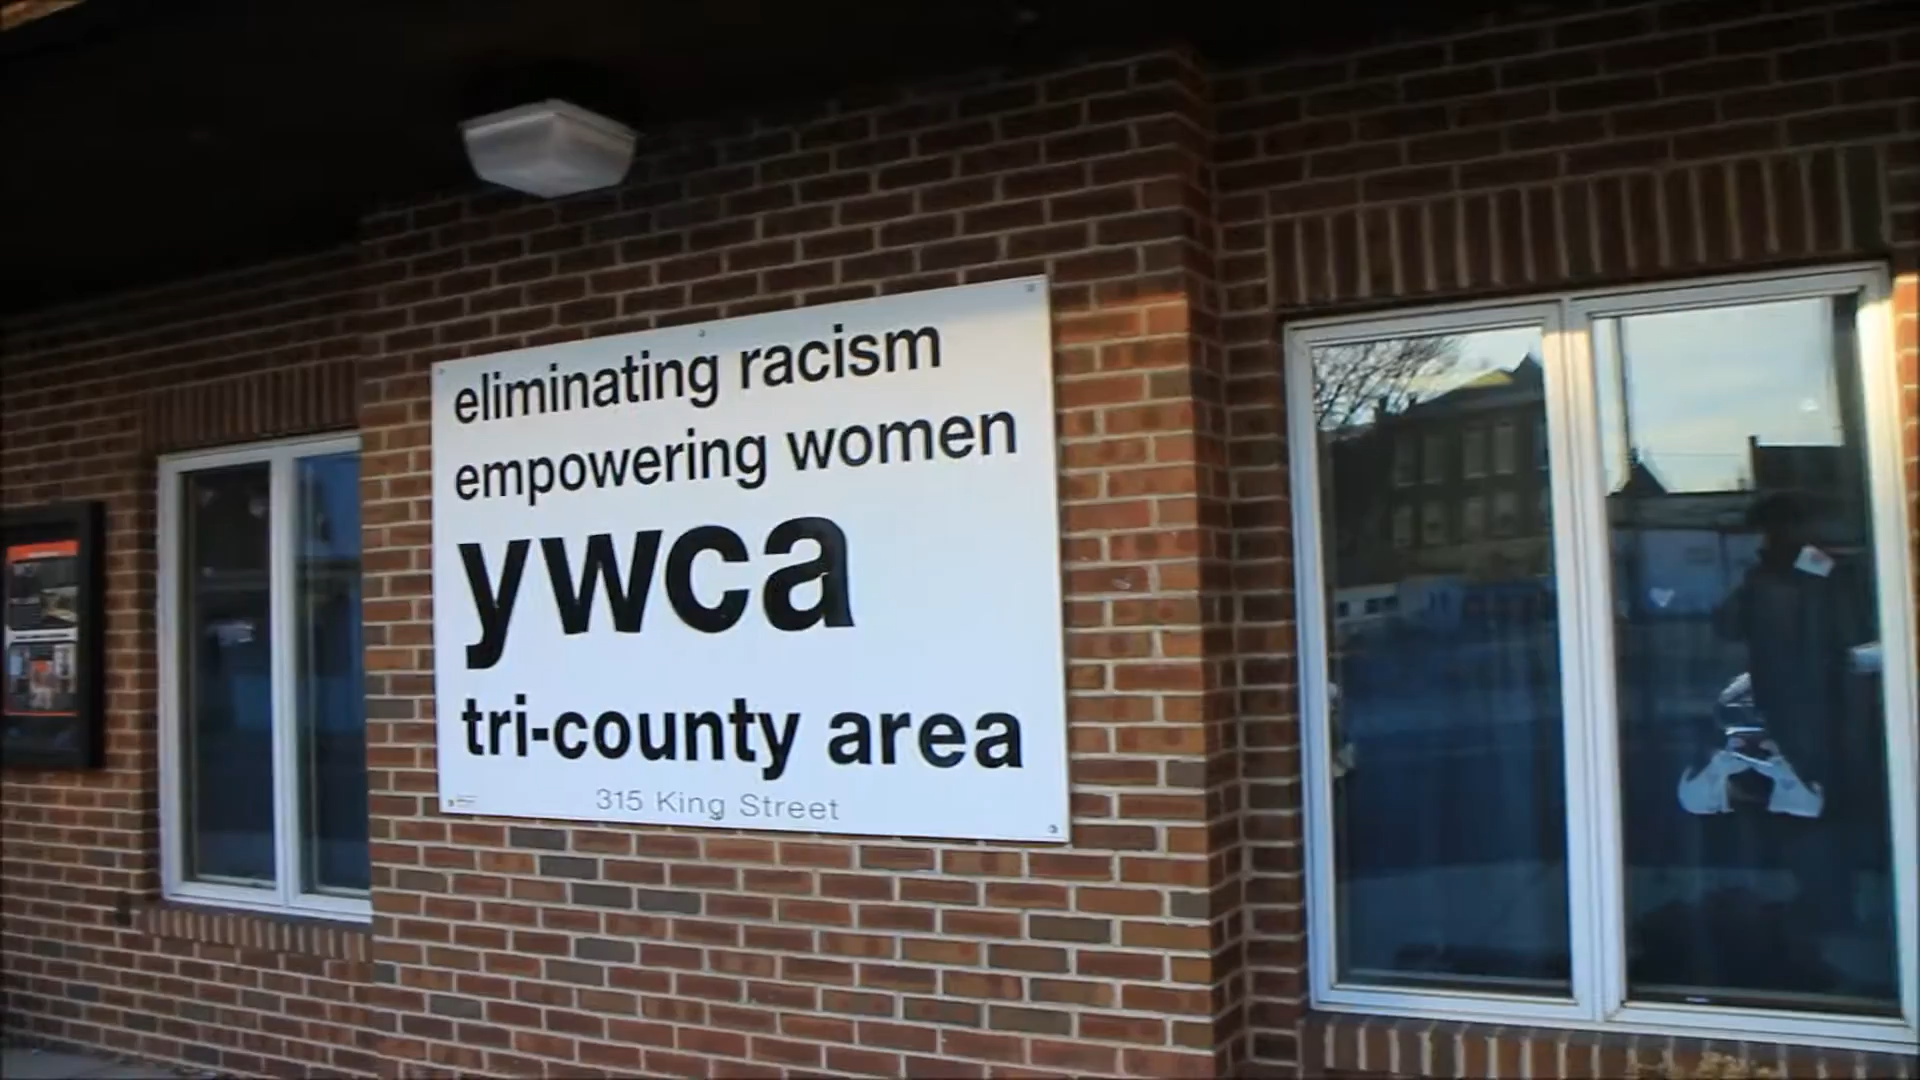 eliminating racism
empowering women
ywca
tri-county area
315 King Street